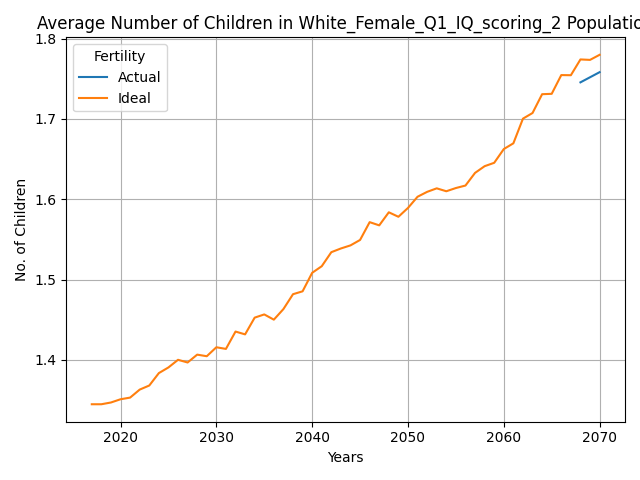 Average Number of Children in White_Female_Q1_IQ_scoring_2 Populatio
Fertility
Actual
Ideal
No. of Children
1.8
1.7
1.6
1.5
1.4
2020 2030 2040 2050 2060 2070
Years